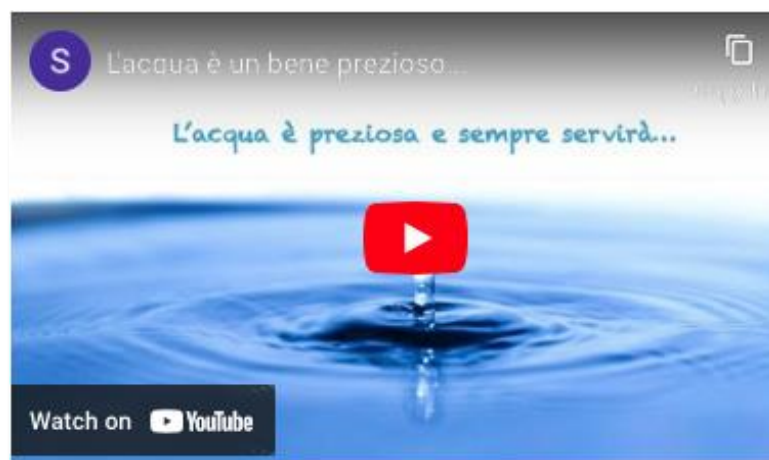 S
L'acqua è un bene prezioso...
L'acqua è preziosa e sempre servirà...
Watch on YouTube